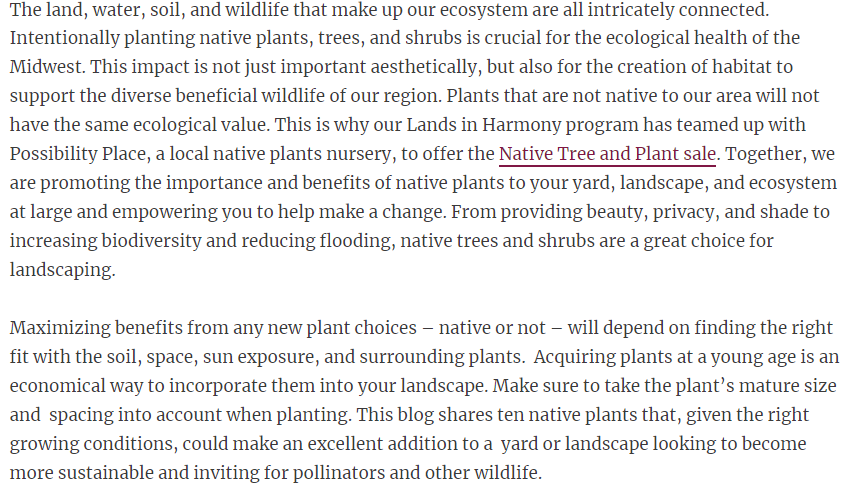 The land, water, soil, and wildlife that make up our ecosystem are all intricately connected.
Intentionally planting native plants, trees, and shrubs is crucial for the ecological health of the
Midwest. This impact is not just important aesthetically, but also for the creation of habitat to
support the diverse beneficial wildlife of our region. Plants that are not native to our area will not
have the same ecological value. This is why our Lands in Harmony program has teamed up with
Possibility Place, a local native plants nursery, to offer the Native Tree and Plant sale. Together, we
are promoting the importance and benefits of native plants to your yard, landscape, and ecosystem
at large and empowering you to help make a change. From providing beauty, privacy, and shade to
increasing biodiversity and reducing flooding, native trees and shrubs are a great choice for
landscaping.
Maximizing benefits from any new plant choices – native or not – will depend on finding the right
fit with the soil, space, sun exposure, and surrounding plants.  Acquiring plants at a young age is an
economical way to incorporate them into your landscape. Make sure to take the plant’s mature size
and  spacing into account when planting. This blog shares ten native plants that, given the right
growing conditions, could make an excellent addition to a  yard or landscape looking to become
more sustainable and inviting for pollinators and other wildlife.